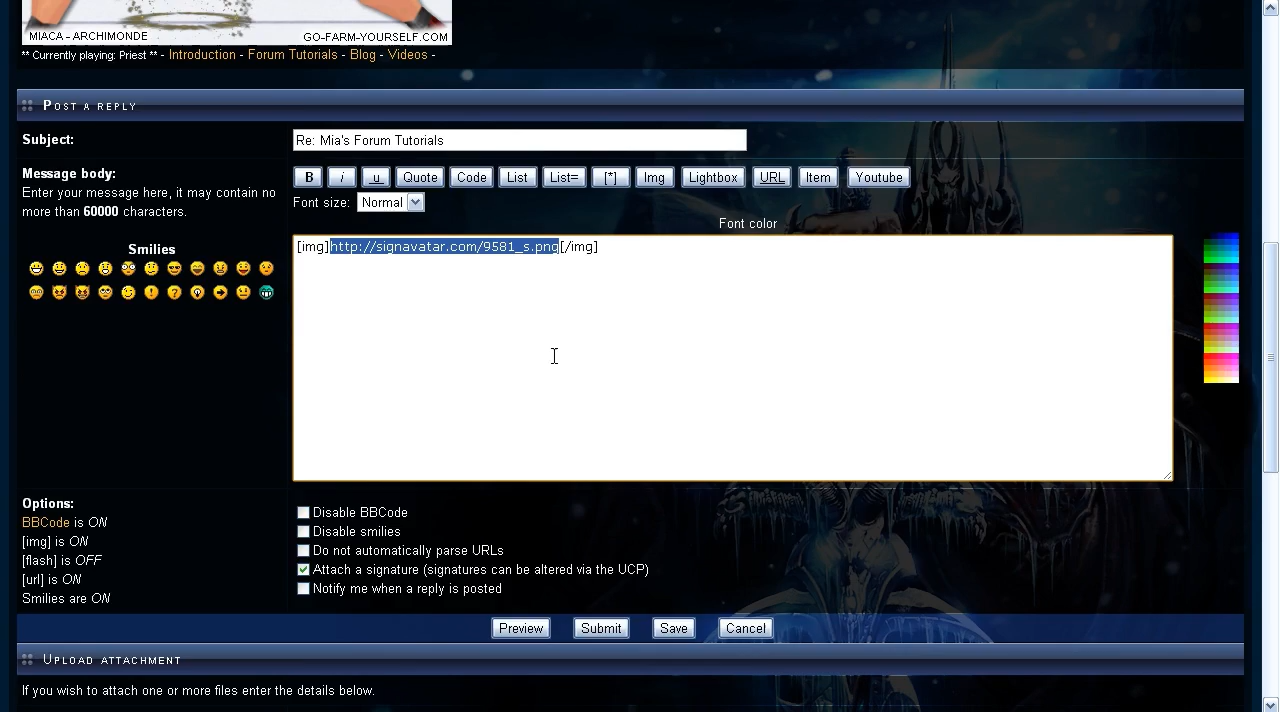 MIACA - ARCHIMONDE GO-FARM-YOURSELF.COM
** Currently playing: Priest ** - Introduction - Forum Tutorials - Blog - Videos -
POST A REPLY
Subject: Re: Mia's Forum Tutorials
Message body:
Enter your message here, it may contain no
more than 60000 characters.
B i u Quote Code List List= [*] Img Lightbox URL Item Youtube
Font size: Normal
Font color
Smilies
[img]http://signavatar.com/9581_s.png[/img]
Options:
BBCode is ON
[img] is ON
[flash] is OFF
[url] is ON
Smilies are ON
Disable BBCode
Disable smilies
Do not automatically parse URLs
Attach a signature (signatures can be altered via the UCP)
Notify me when a reply is posted
Preview Submit Save Cancel
UPLOAD ATTACHMENT
If you wish to attach one or more files enter the details below.